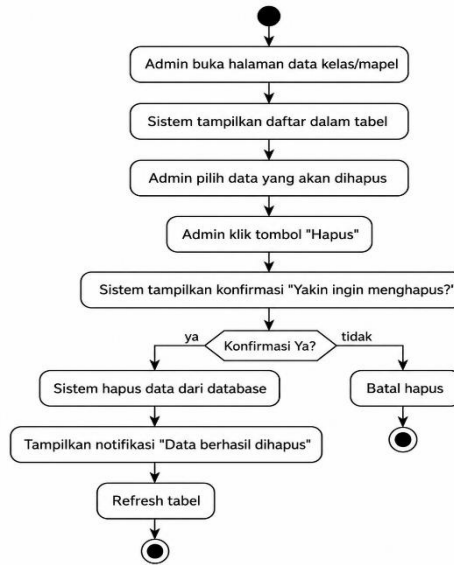 Admin buka halaman data kelas/mapel
Sistem tampilkan daftar dalam tabel
Admin pilih data yang akan dihapus
Admin klik tombol "Hapus"
Sistem tampilkan konfirmasi "Yakin ingin menghapus?"
ya
Konfirmasi Ya?
tidak
Sistem hapus data dari database
Batal hapus
Tampilkan notifikasi "Data berhasil dihapus"
Refresh tabel